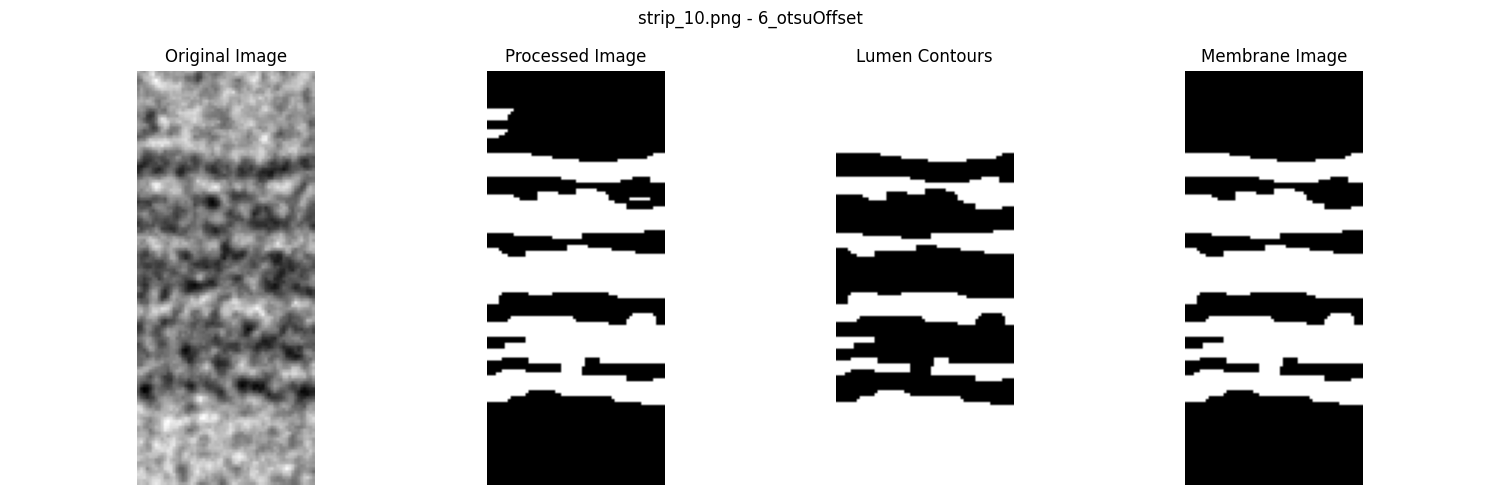 strip_10.png - 6_otsuOffset
Original Image
Processed Image
Lumen Contours
Membrane Image